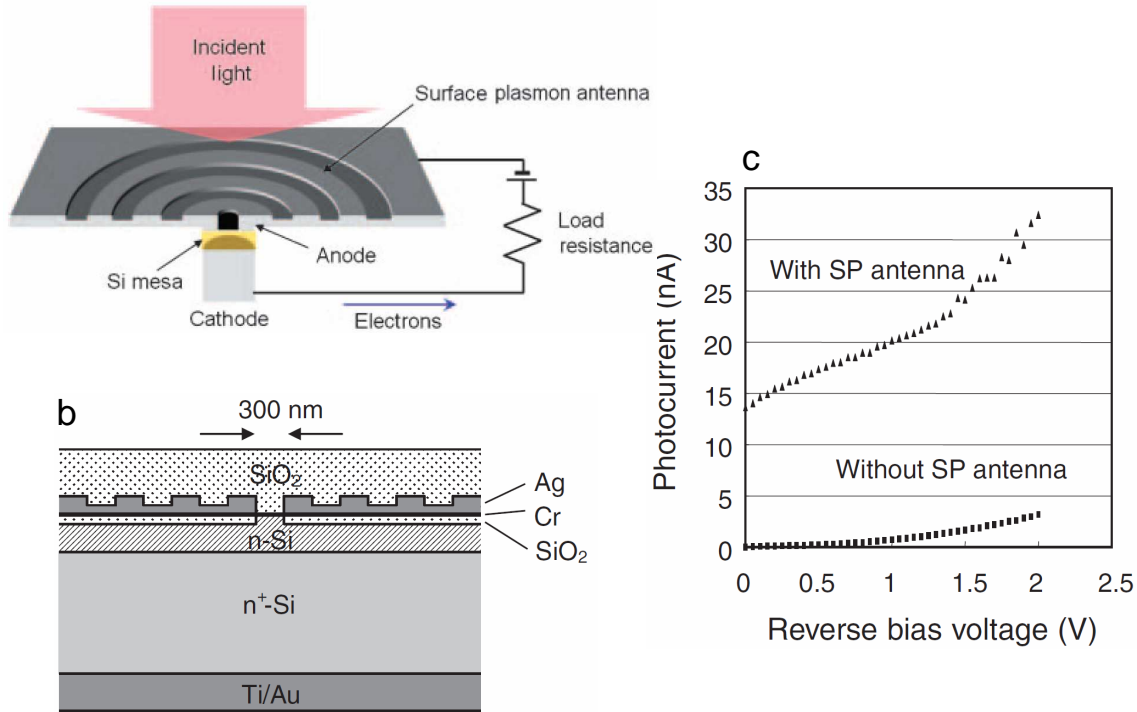 Incident
light
Surface plasmon antenna
Load
resistance
Anode
Si mesa
Cathode
Electrons
b
300 nm
SiO₂
Ag
Cr
n-Si
SiO₂
n⁺-Si
Ti/Au
c
35
30
25
20
15
10
5
0
Photocurrent (nA)
With SP antenna
Without SP antenna
0
0.5
1
1.5
2
2.5
Reverse bias voltage (V)